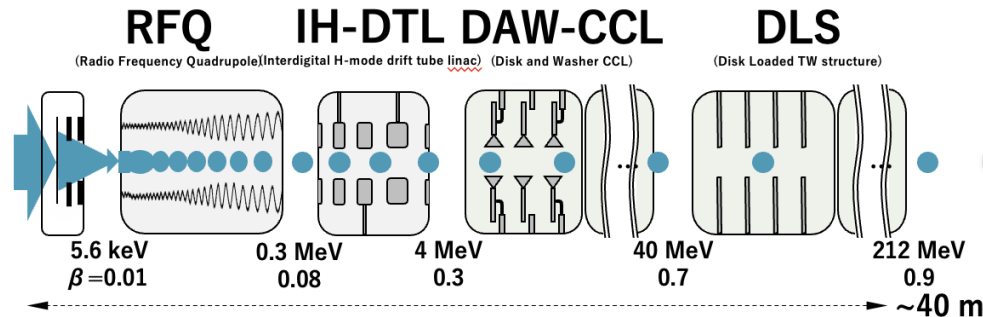 RFQ IH-DTL DAW-CCL DLS
(Radio Frequency Quadrupole) (Interdigital H-mode drift tube linac) (Disk and Washer CCL) (Disk Loaded TW structure)
... ...
5.6 keV 0.3 MeV 4 MeV 40 MeV 212 MeV
β=0.01 0.08 0.3 0.7 0.9
~40 m